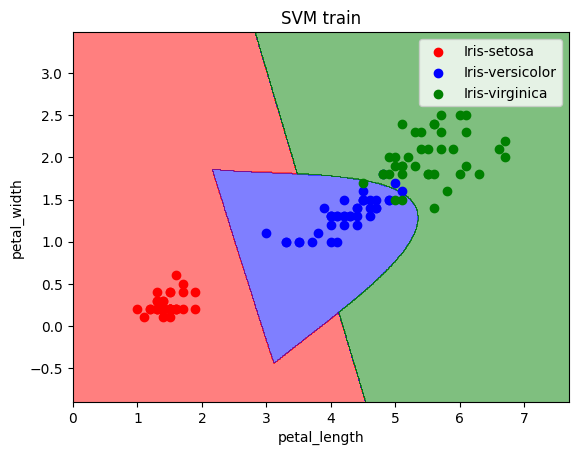 SVM train
Iris-setosa
Iris-versicolor
Iris-virginica
3.0
2.5
2.0
1.5
1.0
0.5
0.0
−0.5
petal_width
0 1 2 3 4 5 6 7
petal_length